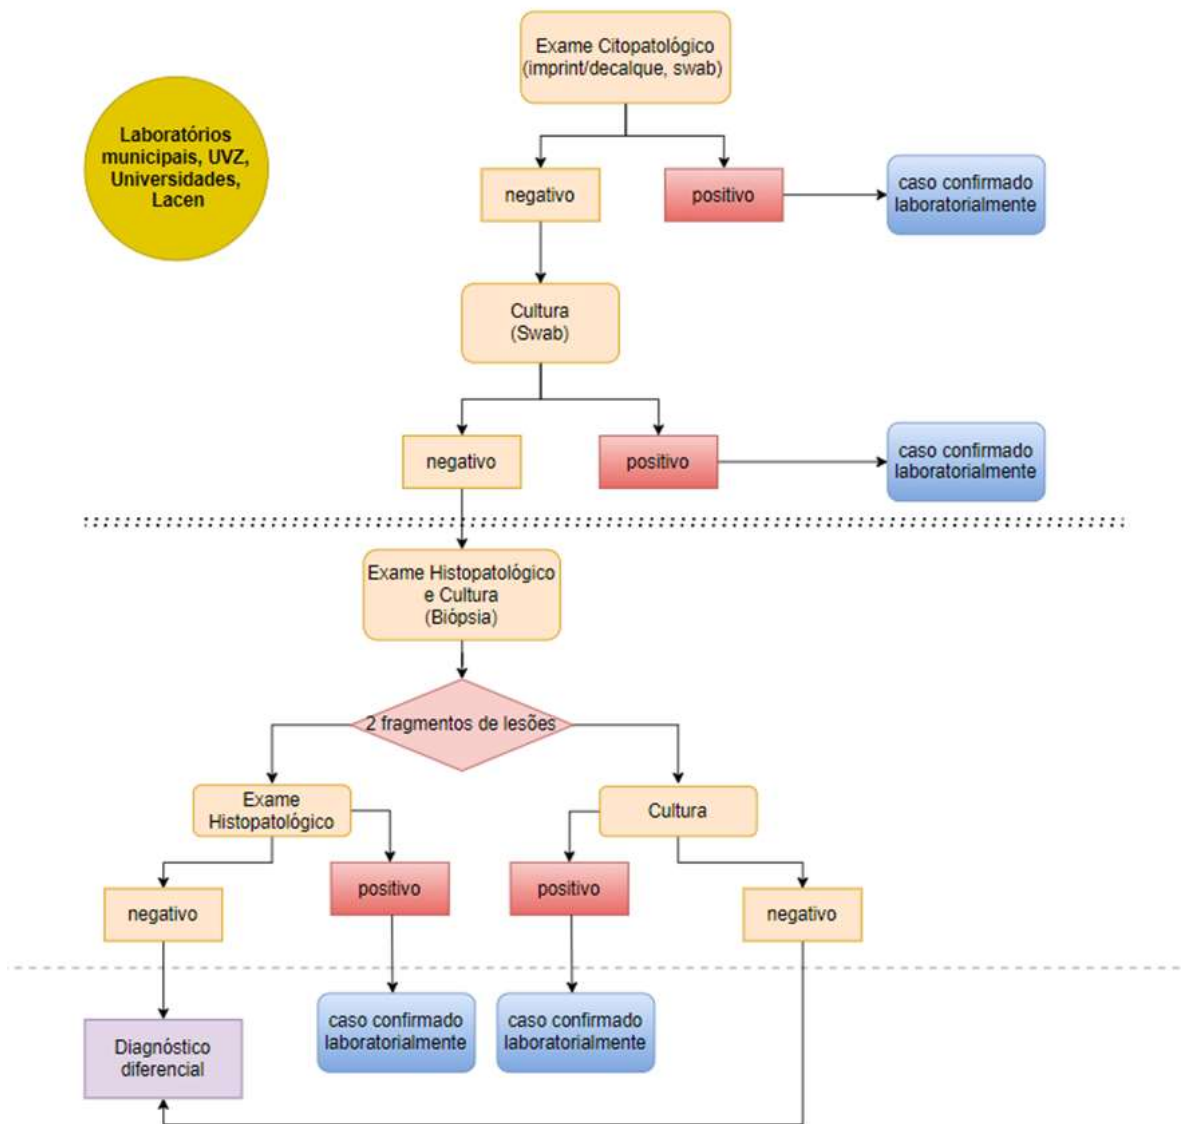 Exame Citopatológico
(imprint/decalque, swab)
Laboratórios
municipais, UVZ,
Universidades,
Lacen
negativo
positivo
caso confirmado
laboratorialmente
Cultura
(Swab)
negativo
positivo
caso confirmado
laboratorialmente
Exame Histopatológico
e Cultura
(Biópsia)
2 fragmentos de lesões
Exame
Histopatológico
Cultura
negativo
positivo
positivo
negativo
Diagnóstico
diferencial
caso confirmado
laboratorialmente
caso confirmado
laboratorialmente